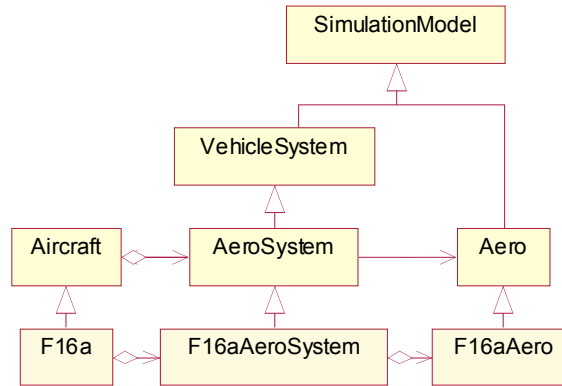 SimulationModel
VehicleSystem
Aircraft
AeroSystem
Aero
F16a
F16aAeroSystem
F16aAero